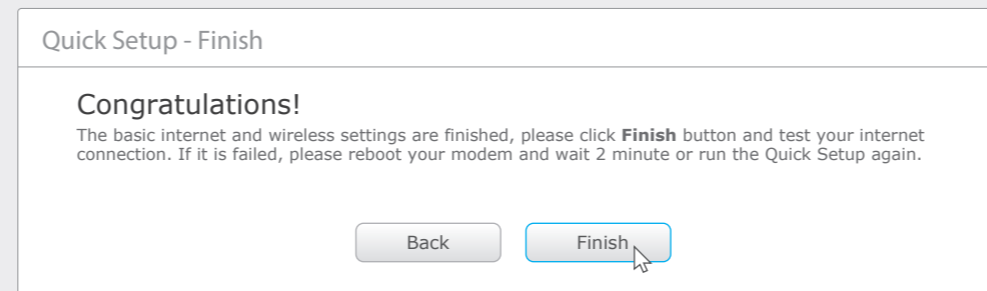 Quick Setup - Finish
Congratulations!
The basic internet and wireless settings are finished, please click Finish button and test your internet
connection. If it is failed, please reboot your modem and wait 2 minute or run the Quick Setup again.
Back Finish